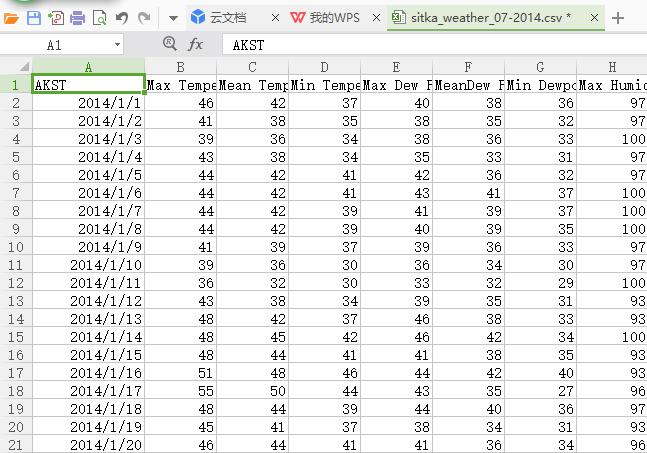 云文档 我的WPS sitka_weather_07-2014.csv *
A1 fx AKST
A B C D E F G H
1 AKST Max Tempe Mean Temp Min Tempe Max Dew P MeanDew P Min Dewpo Max Humic
2 2014/1/1 46 42 37 40 38 36 97
3 2014/1/2 41 38 35 38 35 32 97
4 2014/1/3 39 36 34 38 36 33 100
5 2014/1/4 43 38 34 35 33 31 97
6 2014/1/5 44 42 41 42 36 32 97
7 2014/1/6 44 42 41 43 41 37 100
8 2014/1/7 44 42 39 41 39 37 100
9 2014/1/8 44 42 39 40 39 35 100
10 2014/1/9 41 39 37 39 36 33 97
11 2014/1/10 39 36 30 36 34 30 97
12 2014/1/11 36 32 30 33 32 29 100
13 2014/1/12 43 38 34 39 35 31 93
14 2014/1/13 48 42 37 46 38 33 93
15 2014/1/14 48 45 42 46 42 34 100
16 2014/1/15 48 44 41 41 38 35 93
17 2014/1/16 51 48 46 44 42 40 93
18 2014/1/17 55 50 44 43 35 27 96
19 2014/1/18 48 44 39 44 40 36 97
20 2014/1/19 45 41 37 38 34 31 93
21 2014/1/20 46 44 41 41 36 34 96